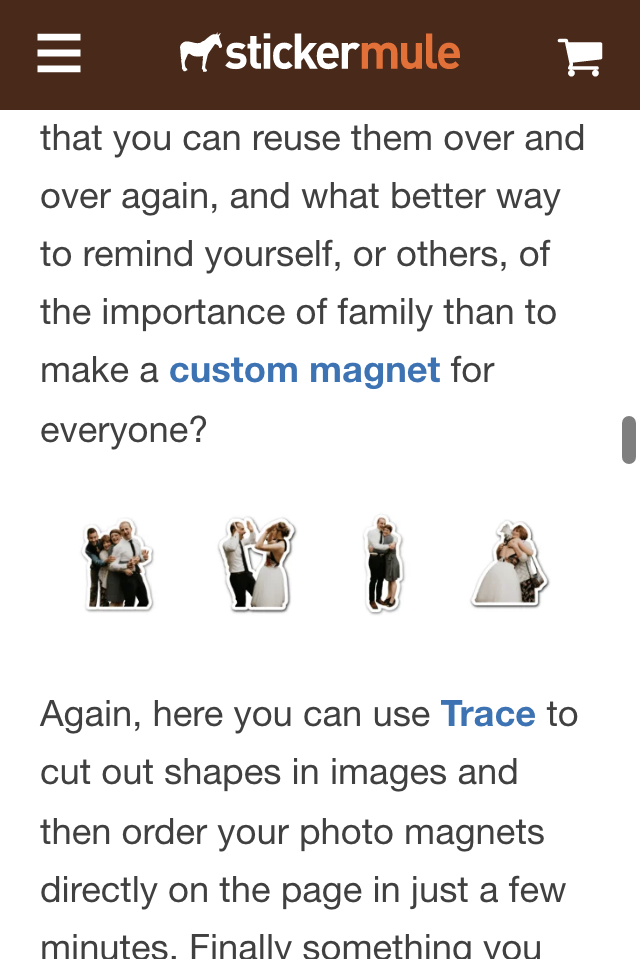 stickermule
that you can reuse them over and
over again, and what better way
to remind yourself, or others, of
the importance of family than to
make a custom magnet for
everyone?
Again, here you can use Trace to
cut out shapes in images and
then order your photo magnets
directly on the page in just a few
minutes. Finally something you